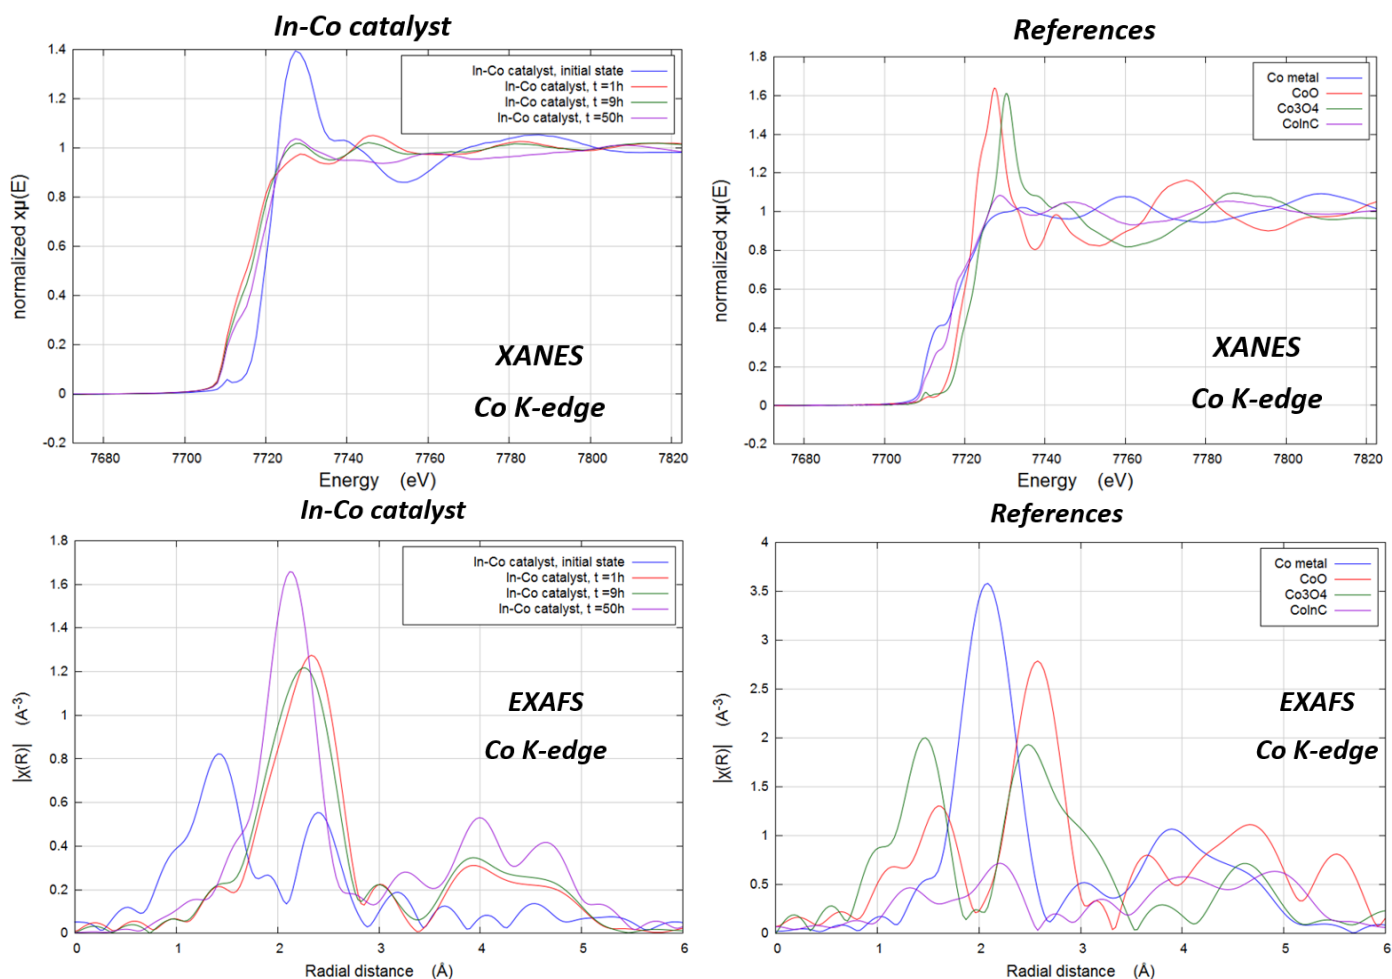 In-Co catalyst
References
In-Co catalyst, initial state
In-Co catalyst, t =1h
In-Co catalyst, t =9h
In-Co catalyst, t =50h
1.4
1.2
1
0.8
0.6
0.4
0.2
0
-0.2
normalized xμ(E)
XANES
Co K-edge
7680
7700
7720
7740
7760
7780
7800
7820
Energy (eV)
Co metal
CoO
Co3O4
CoInC
1.8
1.6
1.4
1.2
1
0.8
0.6
0.4
0.2
0
-0.2
normalized xμ(E)
XANES
Co K-edge
7680
7700
7720
7740
7760
7780
7800
7820
Energy (eV)
In-Co catalyst
References
In-Co catalyst, initial state
In-Co catalyst, t =1h
In-Co catalyst, t =9h
In-Co catalyst, t =50h
1.8
1.6
1.4
1.2
1
0.8
0.6
0.4
0.2
0
|χ(R)| (A⁻³)
EXAFS
Co K-edge
0
1
2
3
4
5
6
Radial distance (Å)
Co metal
CoO
Co3O4
CoInC
4
3.5
3
2.5
2
1.5
1
0.5
0
|χ(R)| (A⁻³)
EXAFS
Co K-edge
0
1
2
3
4
5
6
Radial distance (Å)